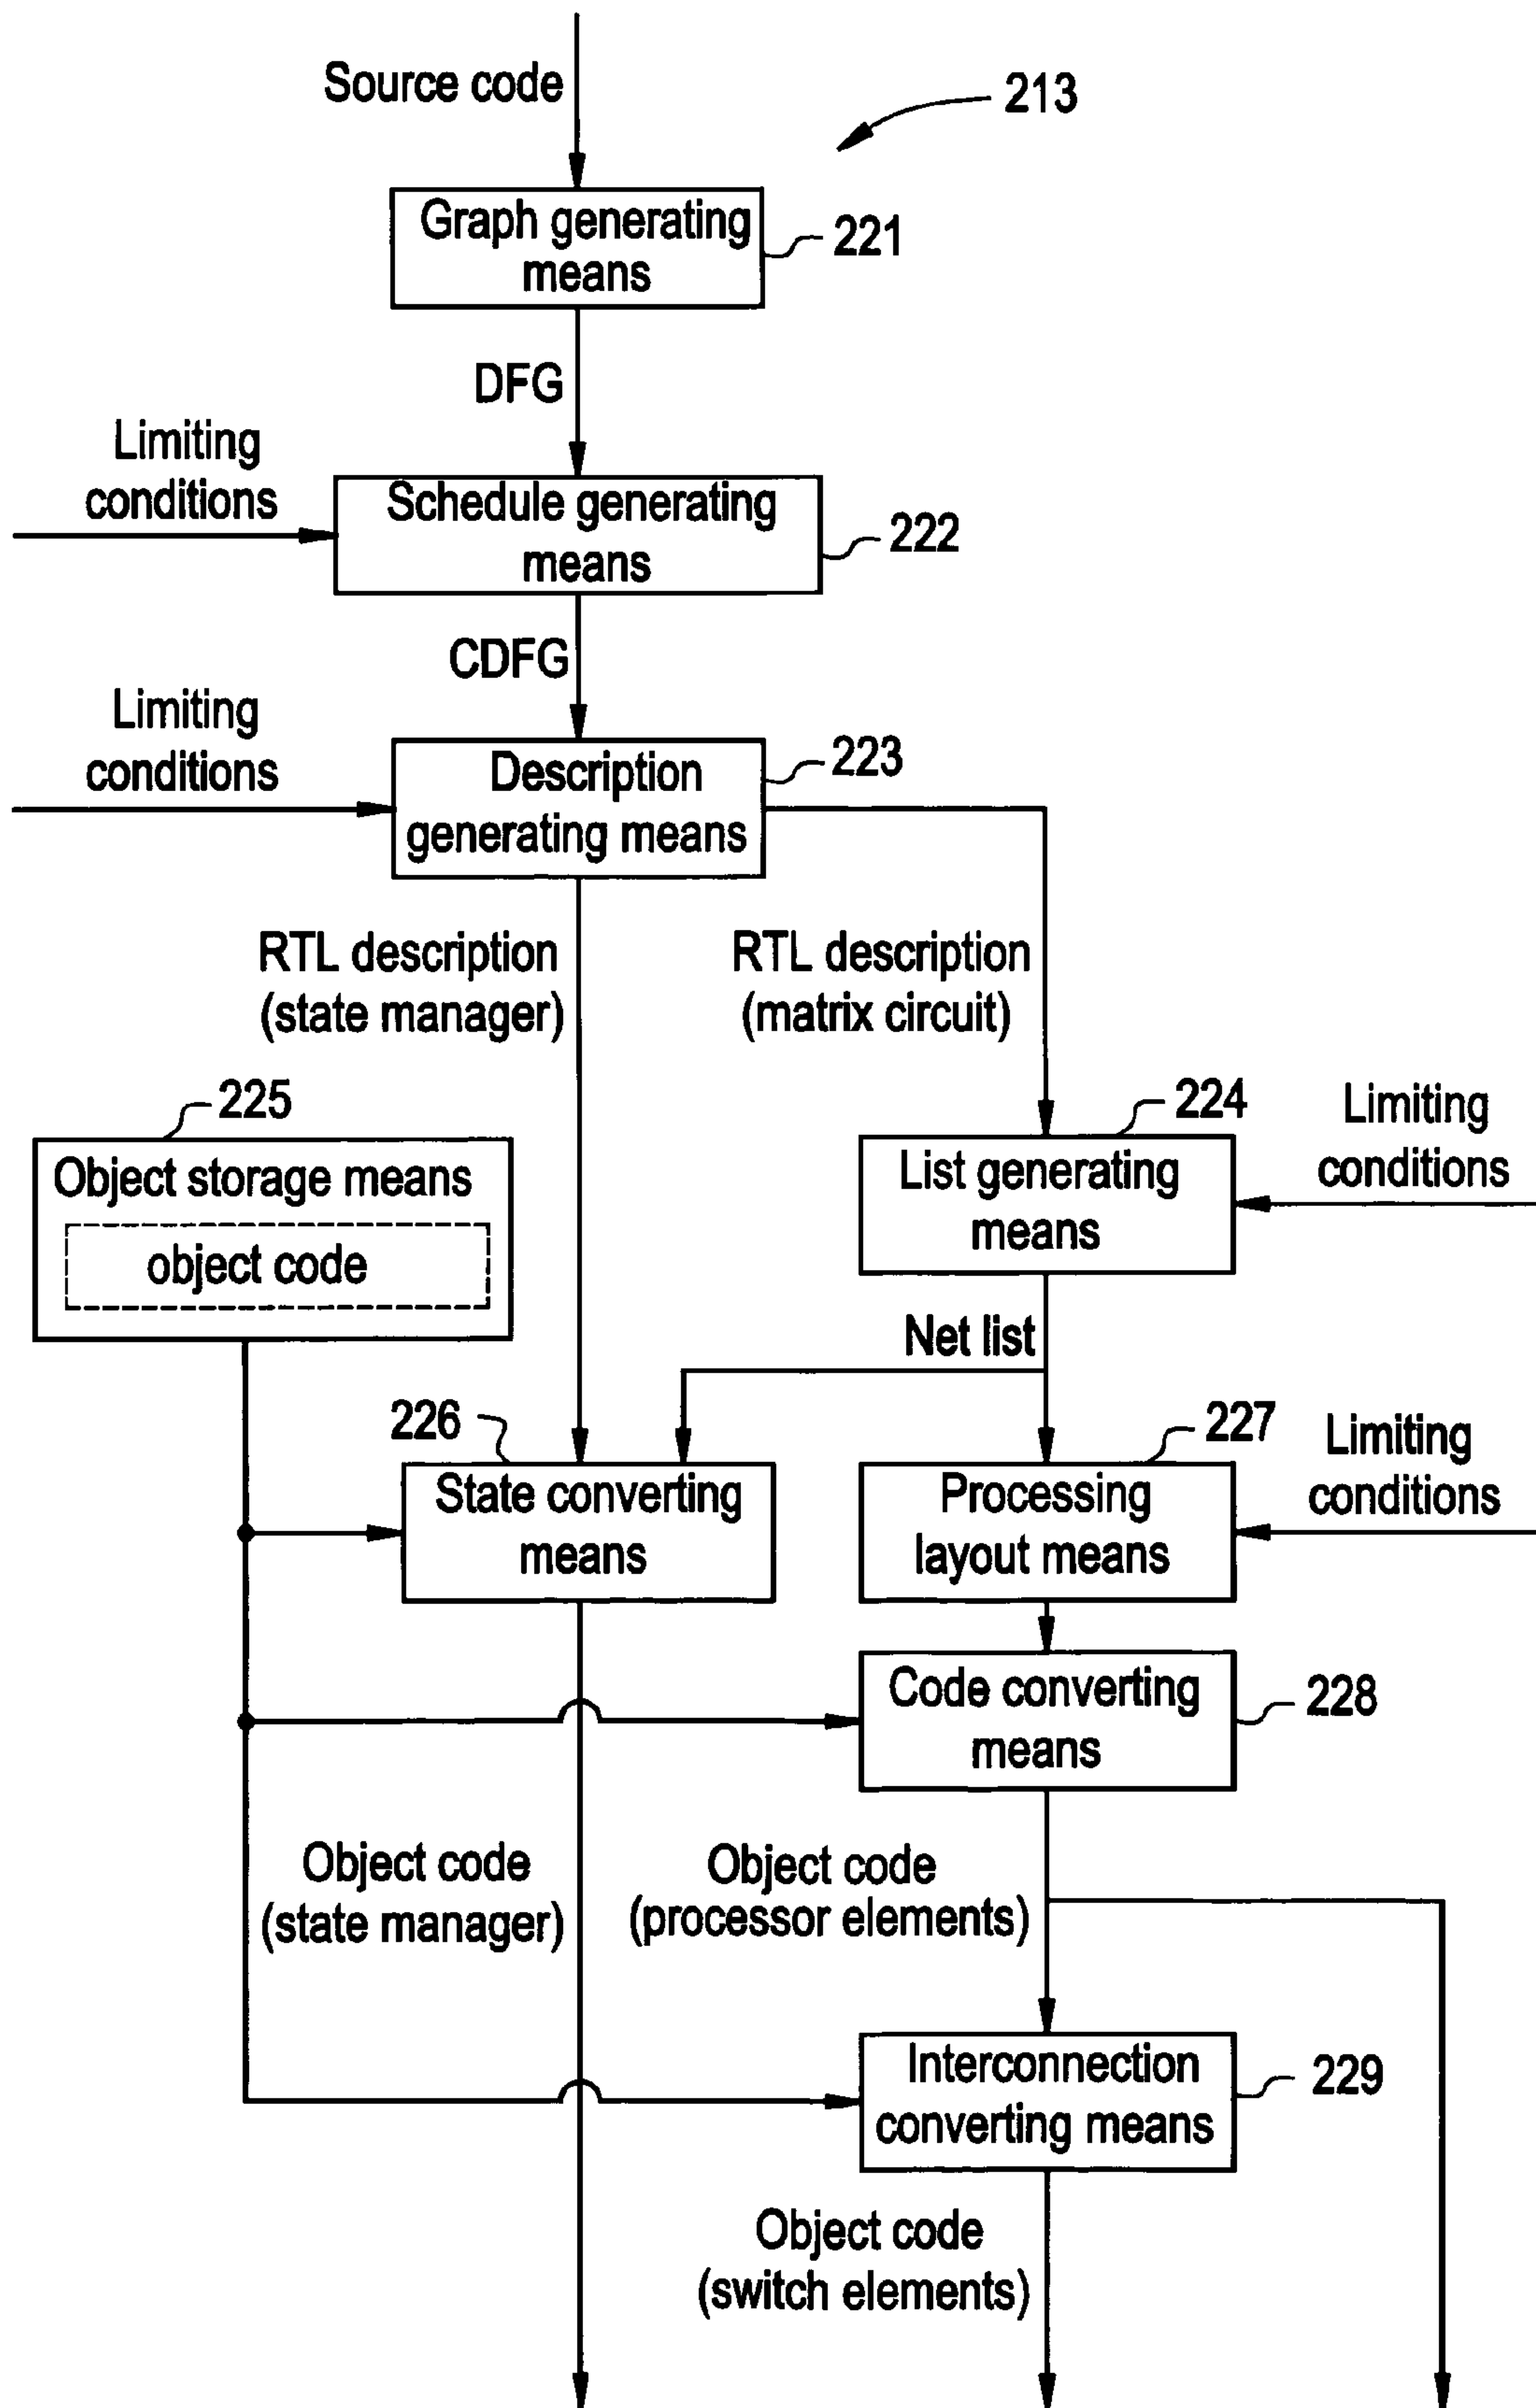 Source code
213
Graph generating
means
221
DFG
Limiting
conditions
Schedule generating
means
222
CDFG
Limiting
conditions
Description
generating means
223
RTL description
(state manager)
RTL description
(matrix circuit)
225
Object storage means
object code
224
List generating
means
Limiting
conditions
Net list
226
State converting
means
227
Processing
layout means
Limiting
conditions
Code converting
means
228
Object code
(state manager)
Object code
(processor elements)
Interconnection
converting means
229
Object code
(switch elements)